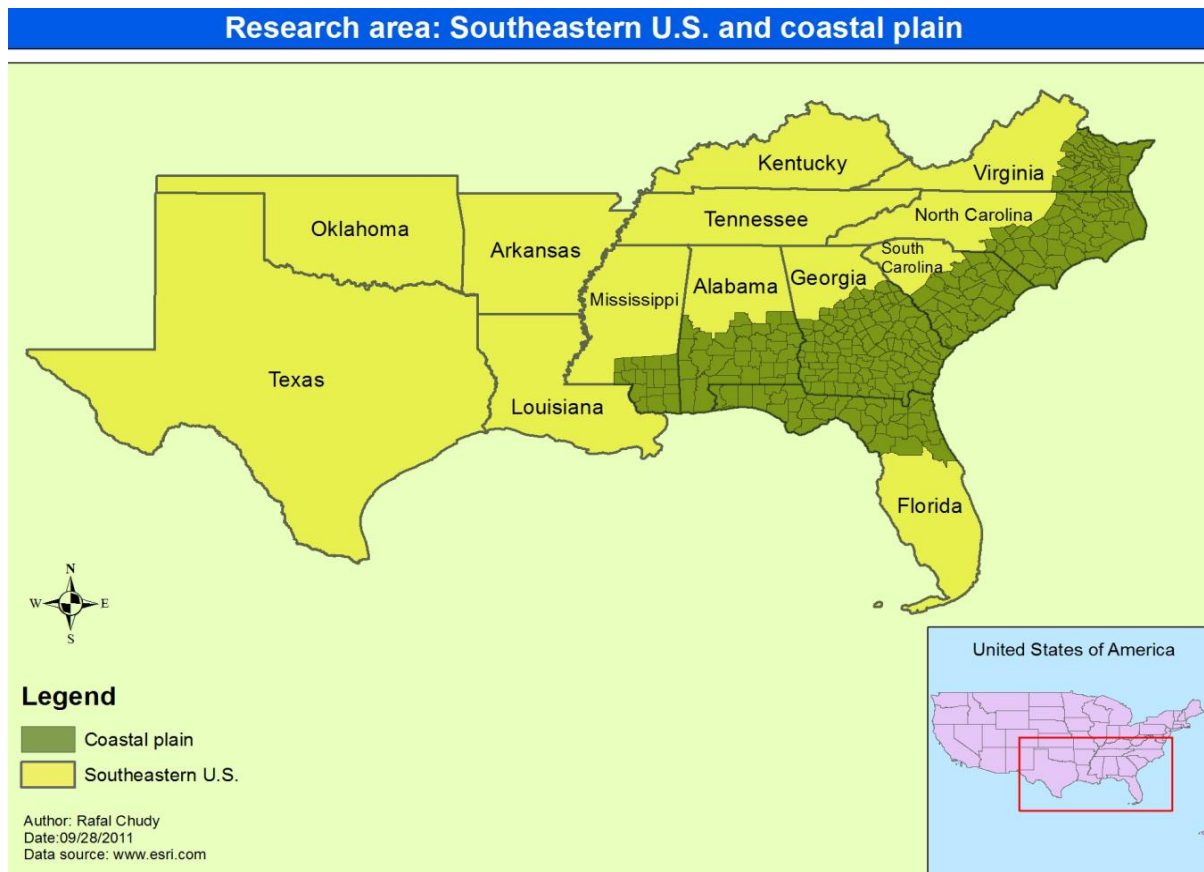 Research area: Southeastern U.S. and coastal plain
Kentucky
Virginia
Oklahoma
Tennessee
North Carolina
Arkansas
South
Carolina
Mississippi
Alabama
Georgia
Texas
Louisiana
Florida
N
W
E
S
United States of America
Legend
Coastal plain
Southeastern U.S.
Author: Rafal Chudy
Date:09/28/2011
Data source: www.esri.com